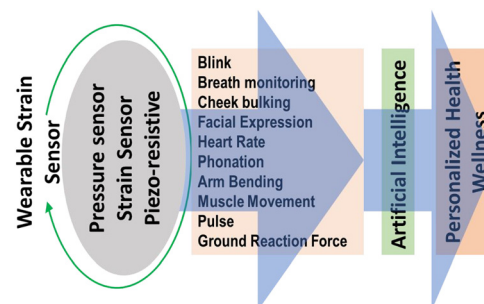 Wearable Strain
Sensor
Pressure sensor
Strain Sensor
Piezo-resistive
Blink
Breath monitoring
Cheek bulking
Facial Expression
Heart Rate
Phonation
Arm Bending
Muscle Movement
Pulse
Ground Reaction Force
Artificial Intelligence
Personalized Health
Wellness